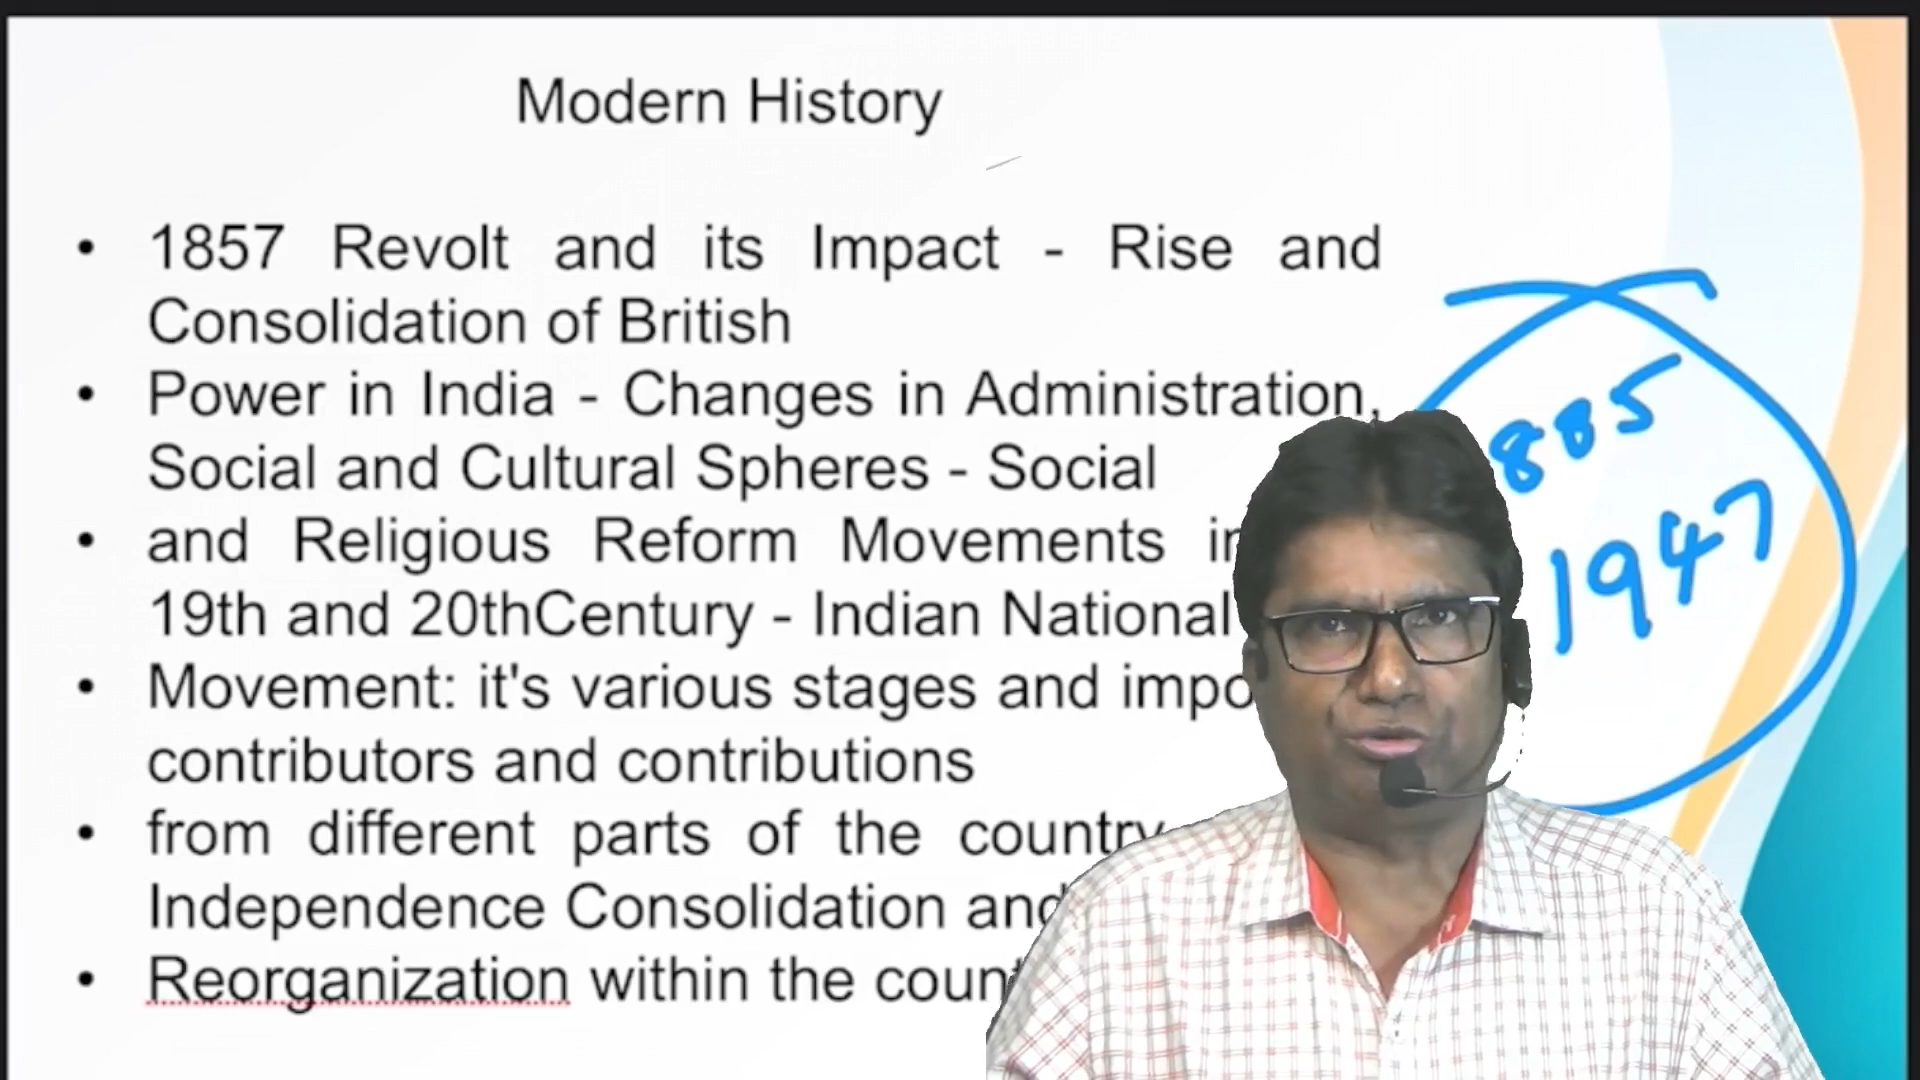 Modern History
• 1857 Revolt and its Impact - Rise and
Consolidation of British
• Power in India - Changes in Administration,
Social and Cultural Spheres - Social
• and Religious Reform Movements in
19th and 20thCentury - Indian National
• Movement: it's various stages and impo
contributors and contributions
• from different parts of the country
Independence Consolidation and
• Reorganization within the coun
885
1947